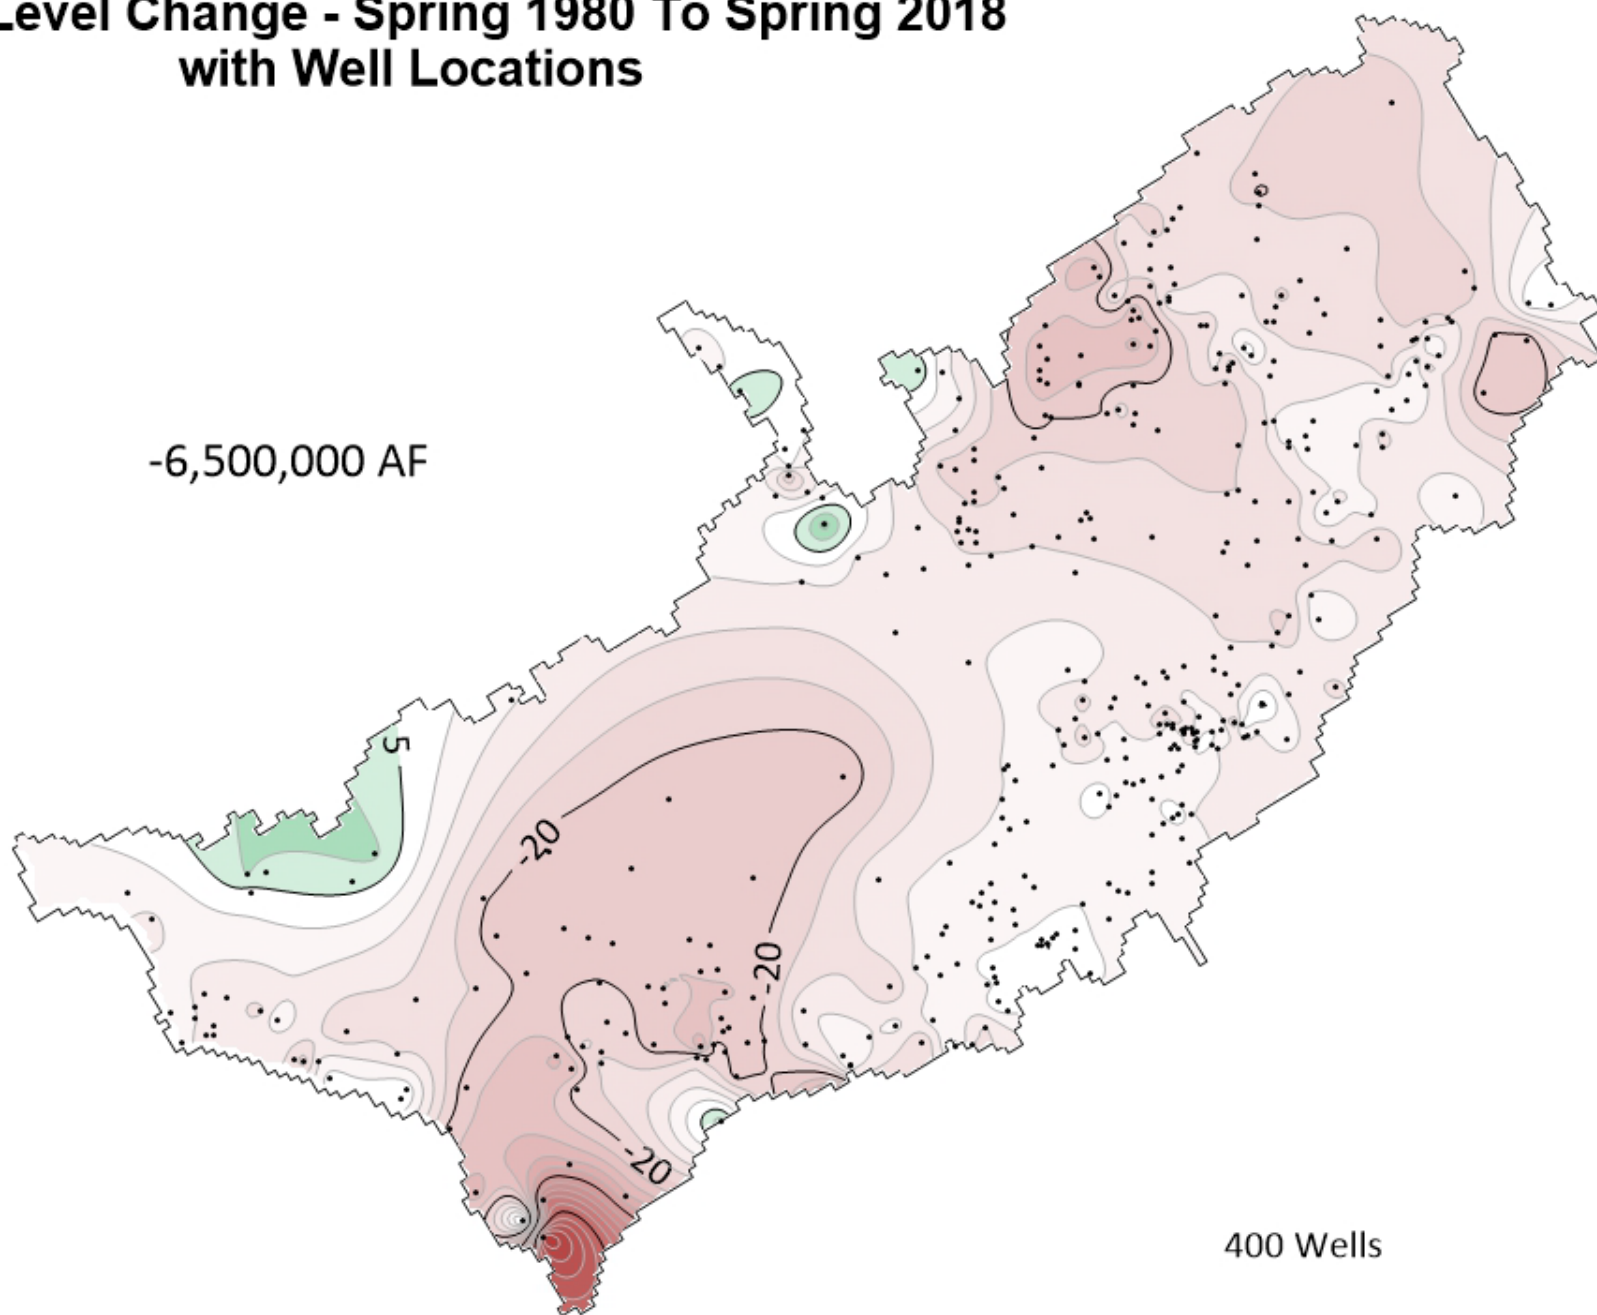 Level Change - Spring 1980 To Spring 2018
with Well Locations
-6,500,000 AF
5
-20
-20
-20
400 Wells